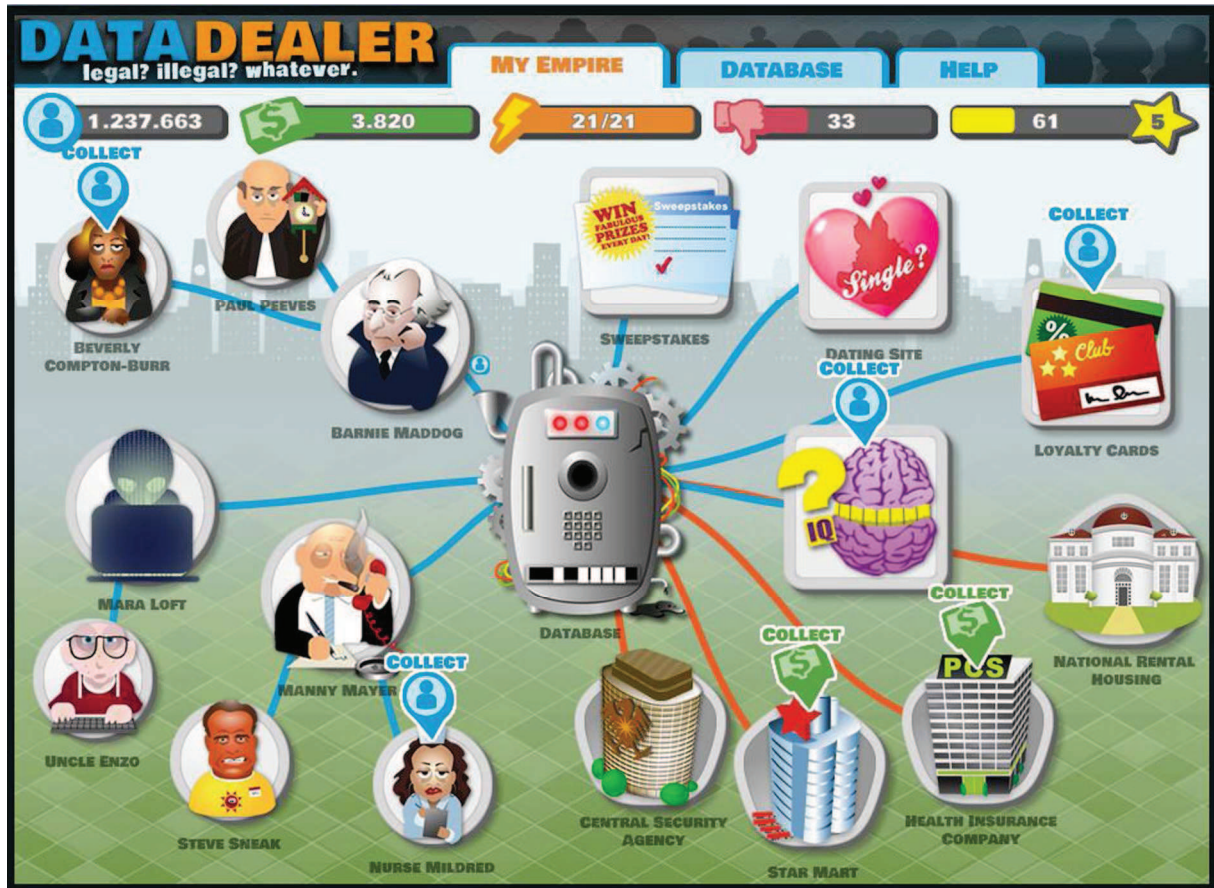 DATA DEALER
legal? illegal? whatever.
MY EMPIRE
DATABASE
HELP
1.237.663
3.820
21/21
33
61
5
COLLECT
BEVERLY
COMPTON-BURR
PAUL PEEVES
BARNIE MADDOG
WIN
FABULOUS
PRIZES
EVERY DAY!
Sweepstakes
SWEEPSTAKES
Single?
DATING SITE
COLLECT
%
Club
LOYALTY CARDS
COLLECT
?
IQ
MARA LOFT
DATABASE
NATIONAL RENTAL
HOUSING
UNCLE ENZO
MANNY MAYER
STEVE SNEAK
COLLECT
NURSE MILDRED
CENTRAL SECURITY
AGENCY
COLLECT
$
STAR MART
COLLECT
$
PCS
HEALTH INSURANCE
COMPANY